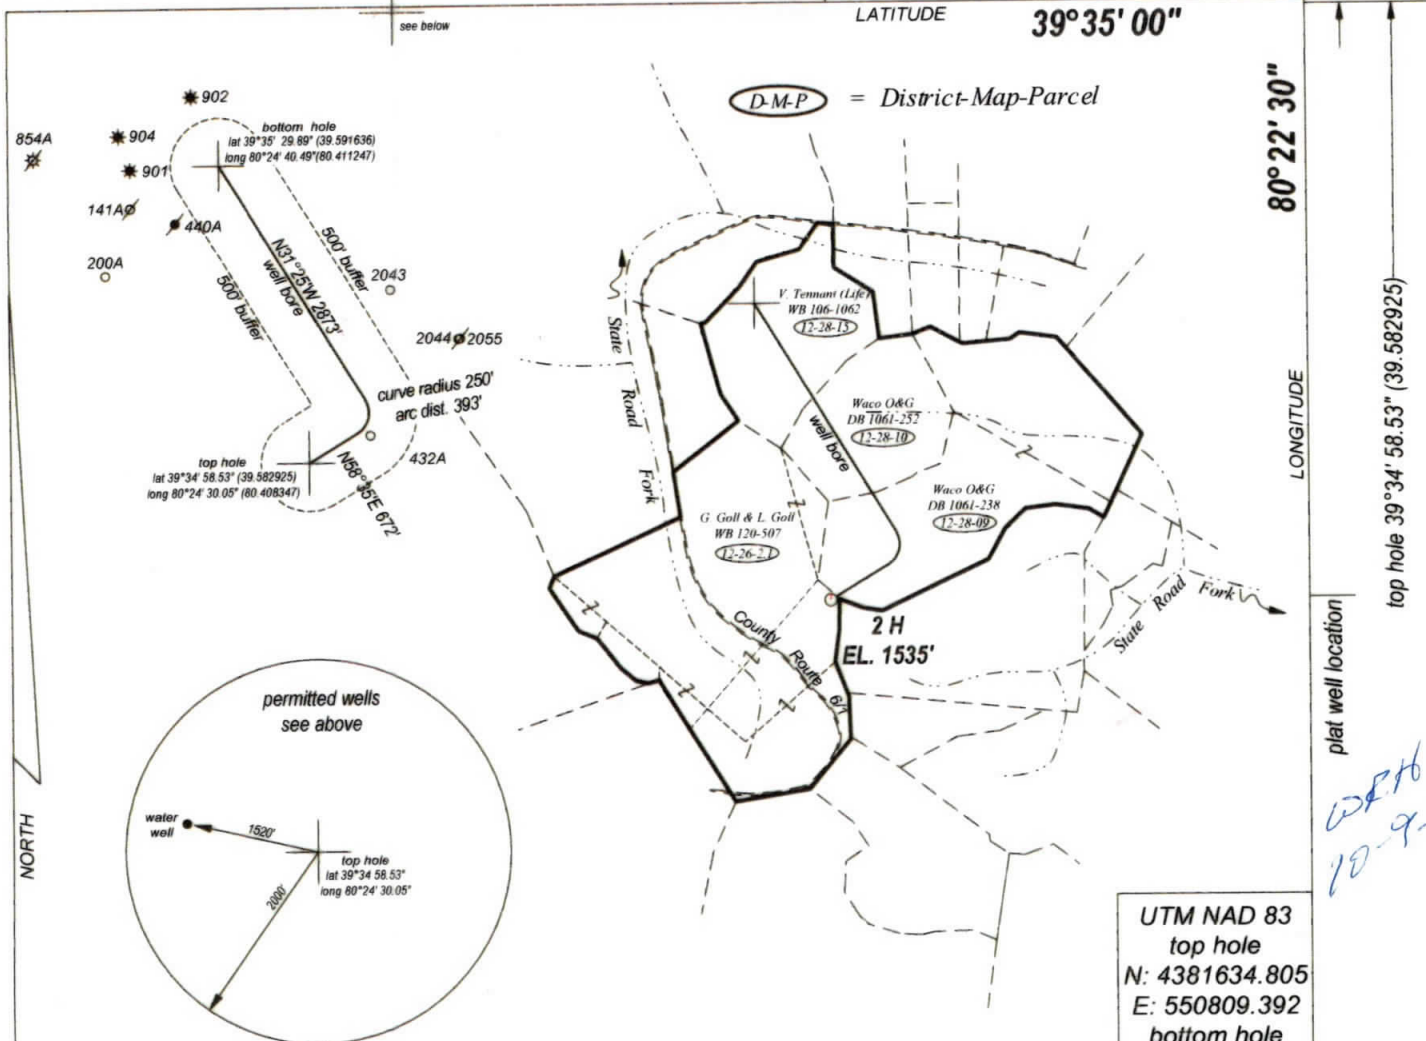 LATITUDE
39°35' 00"
see below
D-M-P = District-Map-Parcel
902
904
854A
901
141A
440A
200A
bottom hole
lat 39°35' 29.89" (39.591636)
long 80°24' 40.49"(80.411247)
500' buffer
N31°25'W 2873'
well bore
500' buffer
2043
2044
2055
curve radius 250'
arc dist. 393'
432A
top hole
lat 39°34' 58.53" (39.582925)
long 80°24' 30.05" (80.408347)
N58°35'E 672'
State Road Fork
V. Tennant (Life)
WB 106-1062
12-28-15
Waco O&G
DB 1061-252
12-28-10
well bore
Waco O&G
DB 1061-238
12-28-09
G. Goll & L. Goll
WB 120-507
12-26-2.1
County Route 6/1
2 H
EL. 1535'
State Road Fork
80°22' 30"
LONGITUDE
top hole 39°34' 58.53" (39.582925)
plat well location
NORTH
permitted wells
see above
water
well
1520'
top hole
lat 39°34 58.53"
long 80°24' 30.05"
2000'
UTM NAD 83
top hole
N: 4381634.805
E: 550809.392
bottom hole